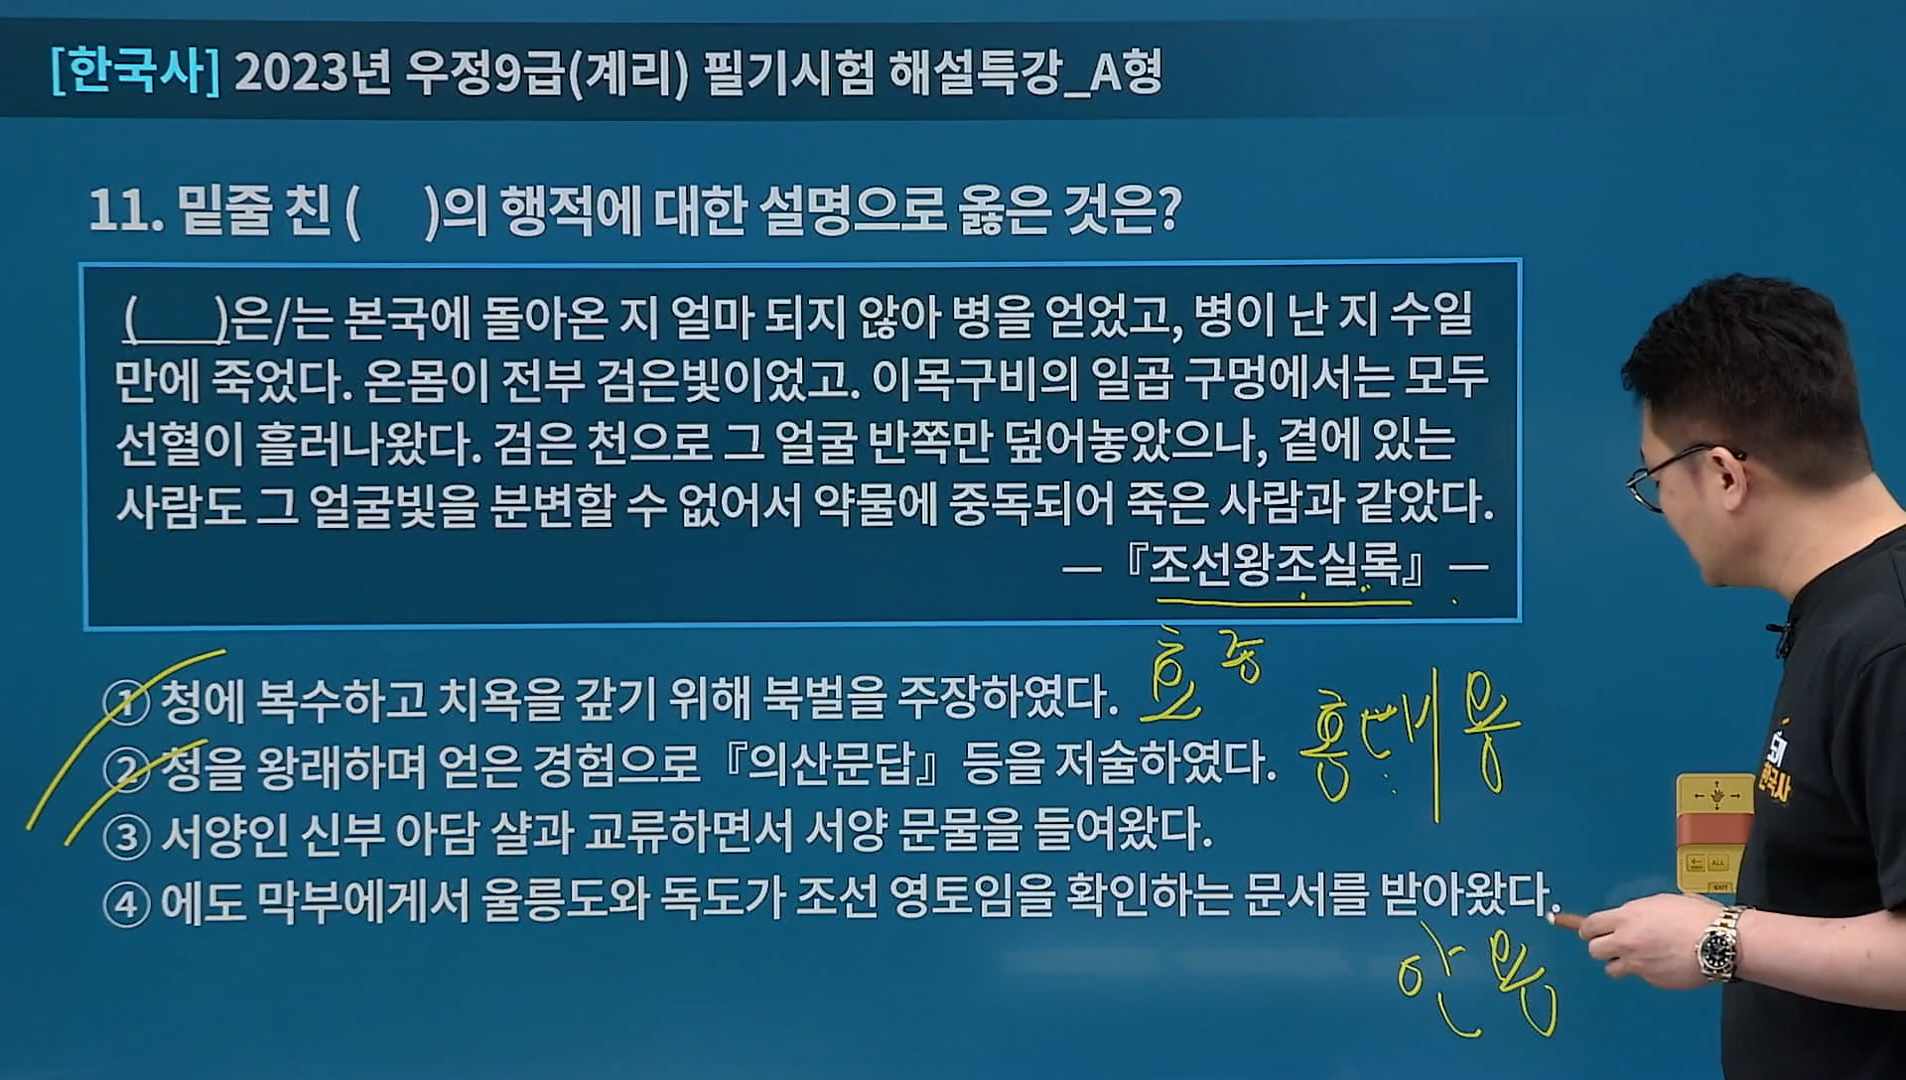 [한국사] 2023년 우정9급(계리) 필기시험 해설특강_A형
11. 밑줄 친 (    )의 행적에 대한 설명으로 옳은 것은?
(    )은/는 본국에 돌아온 지 얼마 되지 않아 병을 얻었고, 병이 난 지 수일
만에 죽었다. 온몸이 전부 검은빛이었고. 이목구비의 일곱 구멍에서는 모두
선혈이 흘러나왔다. 검은 천으로 그 얼굴 반쪽만 덮어놓았으나, 곁에 있는
사람도 그 얼굴빛을 분변할 수 없어서 약물에 중독되어 죽은 사람과 같았다.
― 『조선왕조실록』 ―
① 청에 복수하고 치욕을 갚기 위해 북벌을 주장하였다. 효종
② 청을 왕래하며 얻은 경험으로 『의산문답』 등을 저술하였다. 홍대용
③ 서양인 신부 아담 샬과 교류하면서 서양 문물을 들여왔다.
④ 에도 막부에게서 울릉도와 독도가 조선 영토임을 확인하는 문서를 받아왔다.
안용
한국사
ALL
EXIT